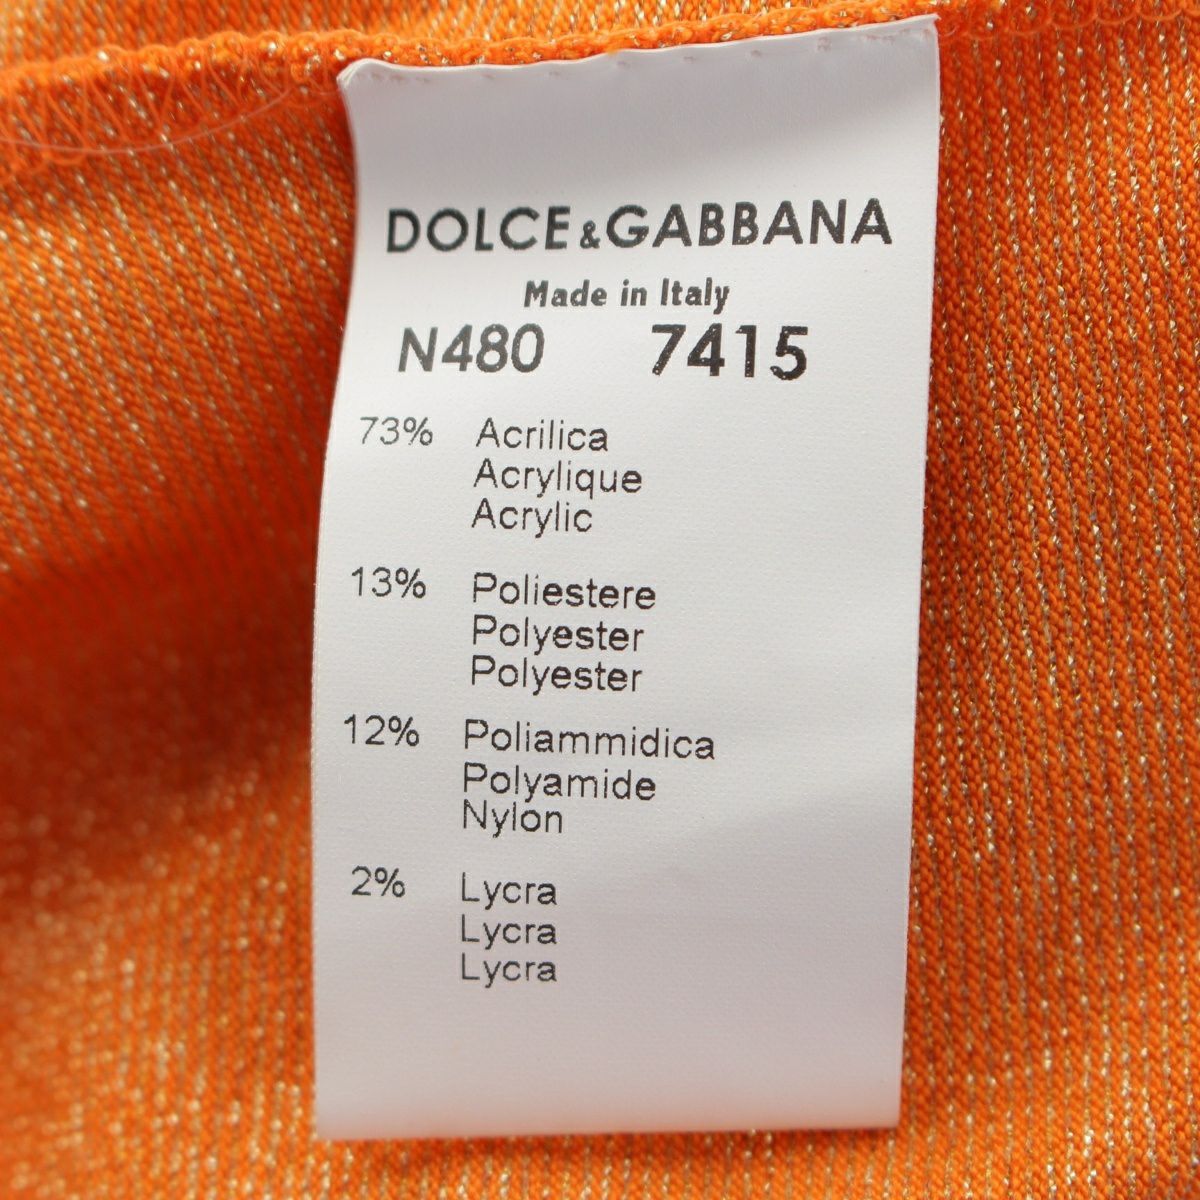 DOLCE&GABBANA
Made in Italy
N480 7415
73% Acrilica
Acrylique
Acrylic
13% Poliestere
Polyester
Polyester
12% Poliammidica
Polyamide
Nylon
2% Lycra
Lycra
Lycra